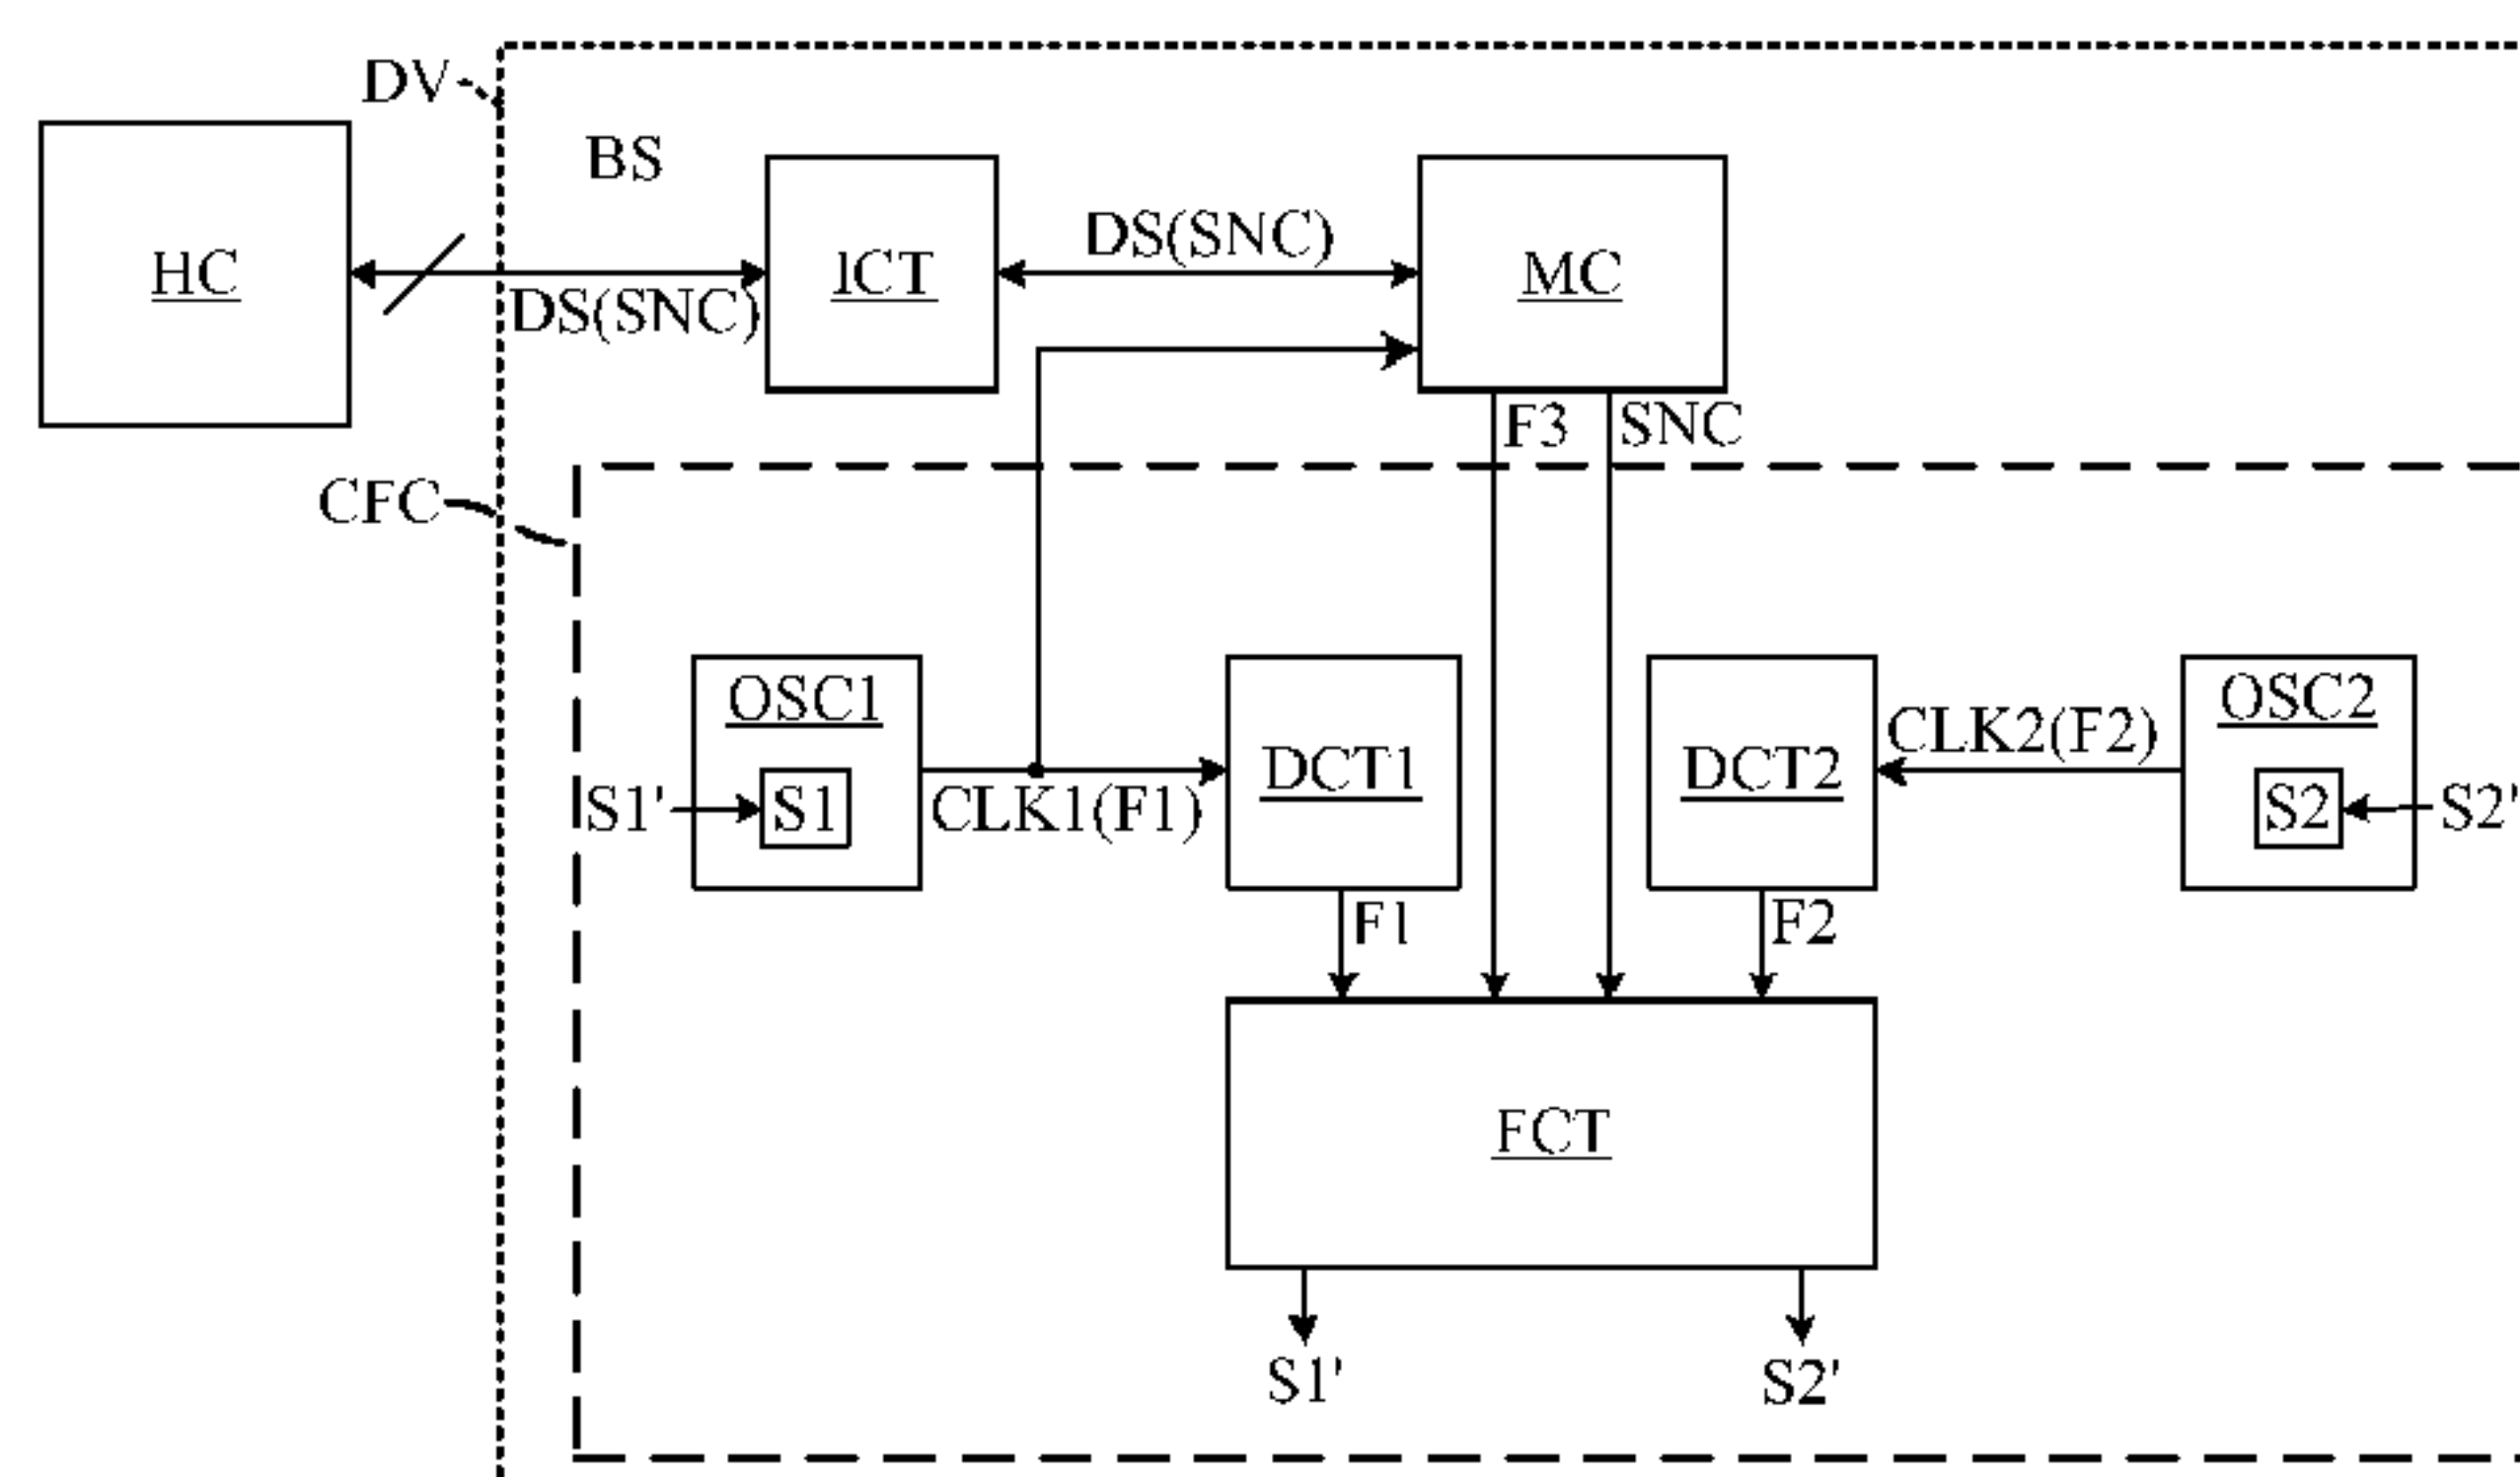 DV
BS
HC
ICT
DS(SNC)
MC
DS(SNC)
F3
SNC
CFC
OSC1
S1'
S1
CLK1(F1)
DCT1
DCT2
CLK2(F2)
OSC2
S2
S2'
F1
F2
FCT
S1'
S2'